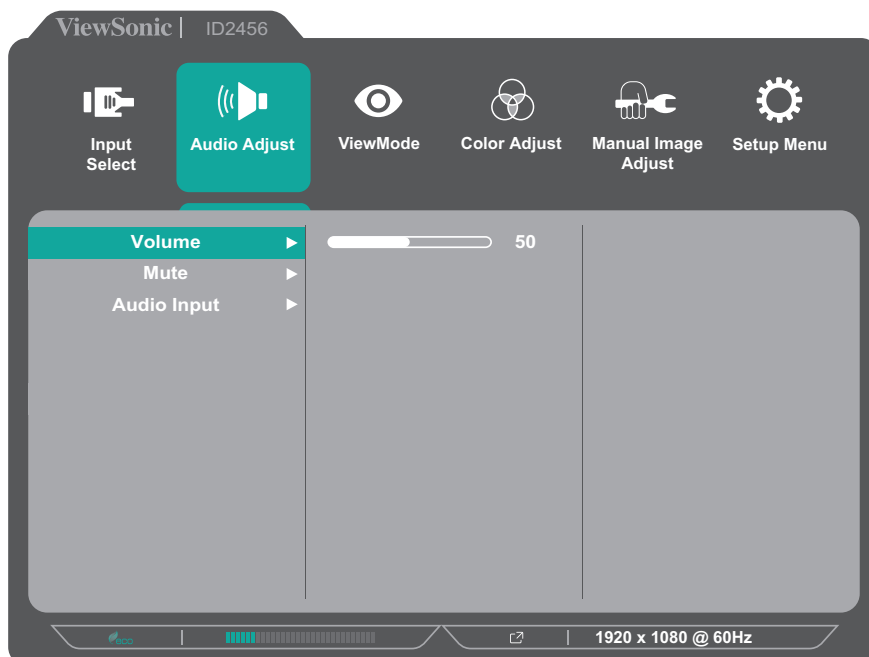 ViewSonic | ID2456
Input
Select
Audio Adjust
ViewMode
Color Adjust
Manual Image
Adjust
Setup Menu
Volume
50
Mute
Audio Input
eco
1920 x 1080 @ 60Hz